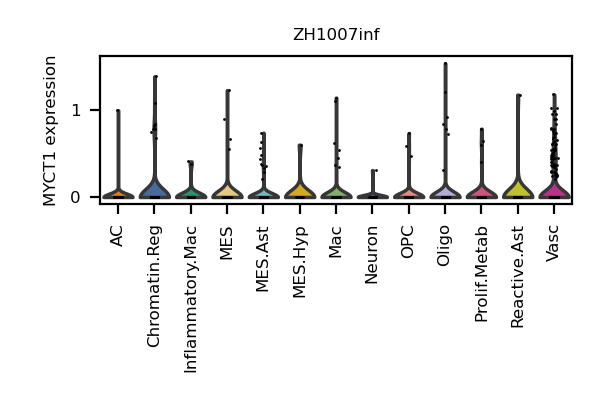 ZH1007inf
MYCT1 expression
1
0
AC
Chromatin.Reg
Inflammatory.Mac
MES
MES.Ast
MES.Hyp
Mac
Neuron
OPC
Oligo
Prolif.Metab
Reactive.Ast
Vasc